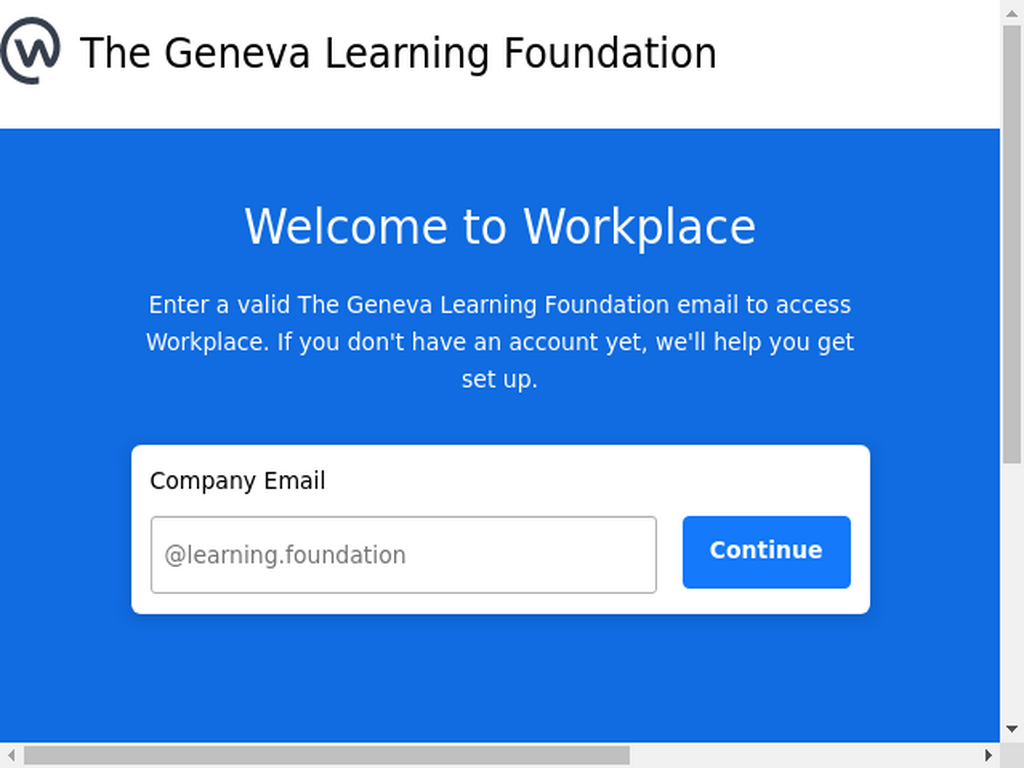 The Geneva Learning Foundation
Welcome to Workplace
Enter a valid The Geneva Learning Foundation email to access
Workplace. If you don't have an account yet, we'll help you get
set up.
Company Email
@learning.foundation
Continue